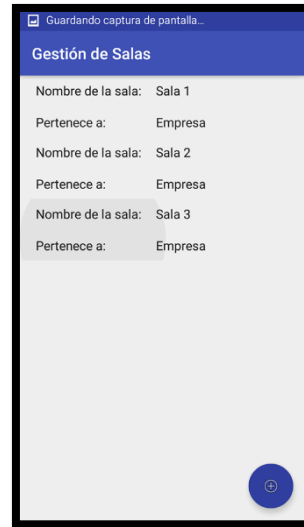 Guardando captura de pantalla...
Gestión de Salas
Nombre de la sala: Sala 1
Pertenece a: Empresa
Nombre de la sala: Sala 2
Pertenece a: Empresa
Nombre de la sala: Sala 3
Pertenece a: Empresa